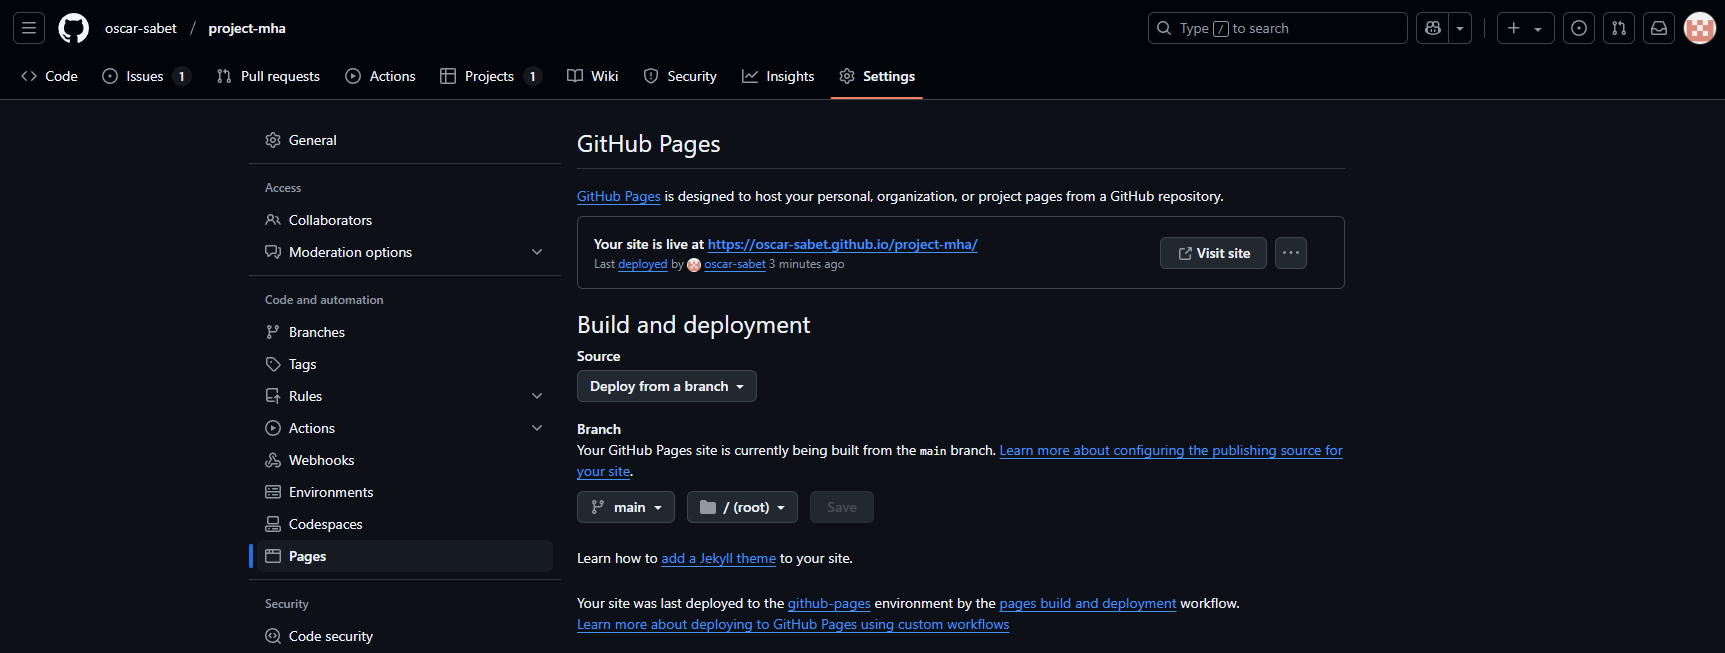 oscar-sabet / project-mha
Type / to search
Code
Issues 1
Pull requests
Actions
Projects 1
Wiki
Security
Insights
Settings
General
Access
Collaborators
Moderation options
Code and automation
Branches
Tags
Rules
Actions
Webhooks
Environments
Codespaces
Pages
Security
Code security
GitHub Pages
GitHub Pages is designed to host your personal, organization, or project pages from a GitHub repository.
Your site is live at https://oscar-sabet.github.io/project-mha/
Last deployed by oscar-sabet 3 minutes ago
Visit site
Build and deployment
Source
Deploy from a branch
Branch
Your GitHub Pages site is currently being built from the main branch. Learn more about configuring the publishing source for
your site.
main
/ (root)
Save
Learn how to add a Jekyll theme to your site.
Your site was last deployed to the github-pages environment by the pages build and deployment workflow.
Learn more about deploying to GitHub Pages using custom workflows